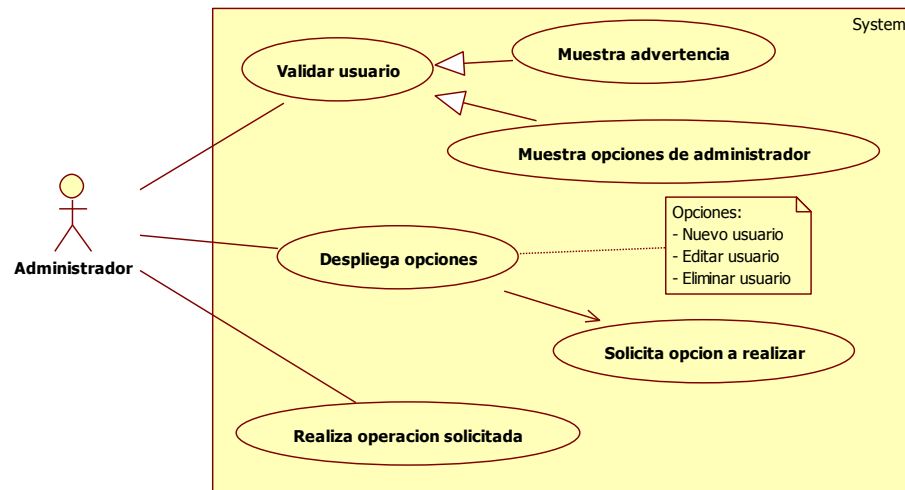 System
Muestra advertencia
Validar usuario
Muestra opciones de administrador
Opciones:
- Nuevo usuario
- Editar usuario
- Eliminar usuario
Administrador
Despliega opciones
Solicita opcion a realizar
Realiza operacion solicitada